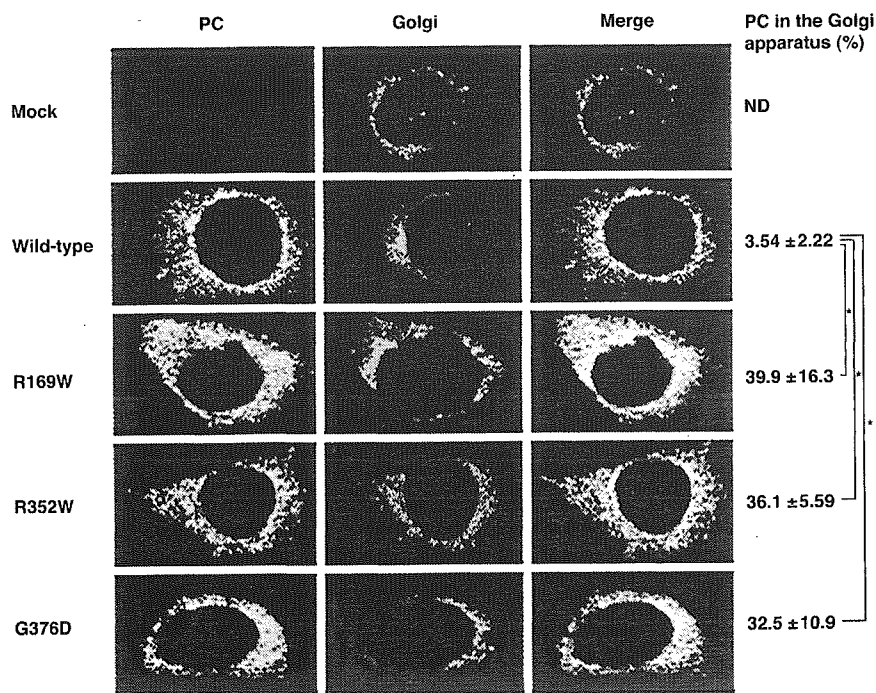 PC
Golgi
Merge
PC in the Golgi
apparatus (%)
Mock
ND
Wild-type
3.54 ±2.22
*
R169W
39.9 ±16.3
*
*
R352W
36.1 ±5.59
G376D
32.5 ±10.9